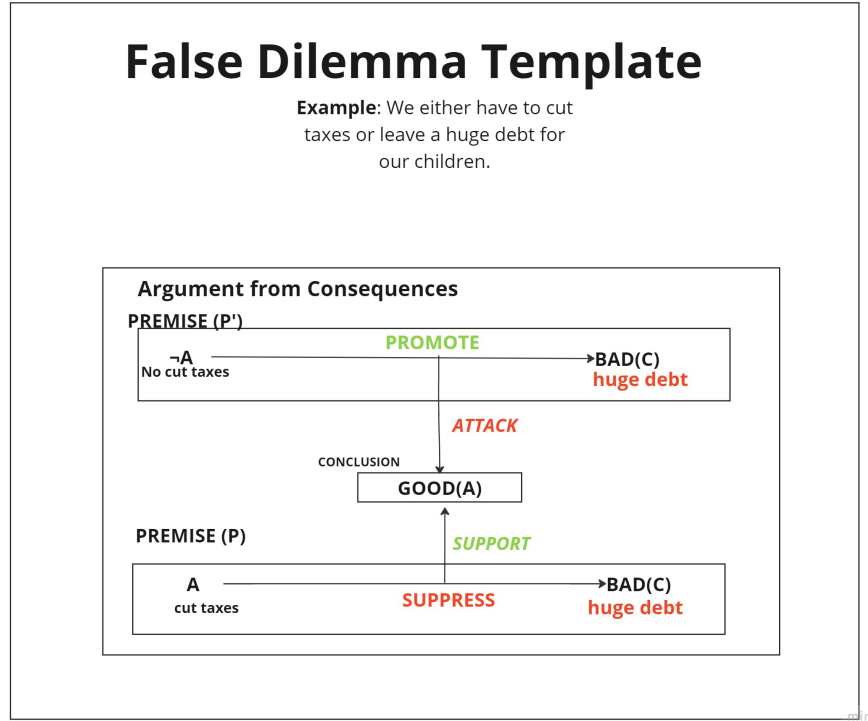 False Dilemma Template
Example: We either have to cut
taxes or leave a huge debt for
our children.
Argument from Consequences
PREMISE (P')
PROMOTE
¬A
BAD(C)
No cut taxes
huge debt
ATTACK
CONCLUSION
GOOD(A)
PREMISE (P)
SUPPORT
A
BAD(C)
cut taxes
SUPPRESS
huge debt